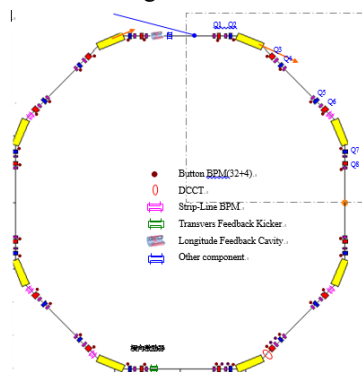 Q1 Q2
Q3
Q4
Q5
Q6
Q7
Q8
Button BPM(32+4)
DCCT
Strip-Line BPM
Transvers Feedback Kicker
Longitude Feedback Cavity
Other component